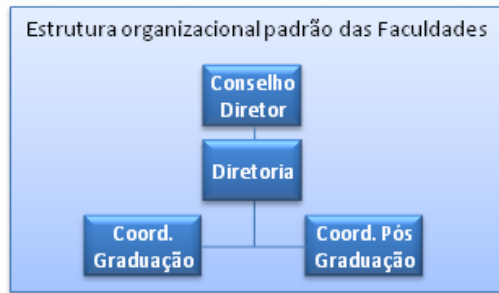 Estrutura organizacional padrão das Faculdades
Conselho
Diretor
Diretoria
Coord.
Graduação
Coord. Pós
Graduação